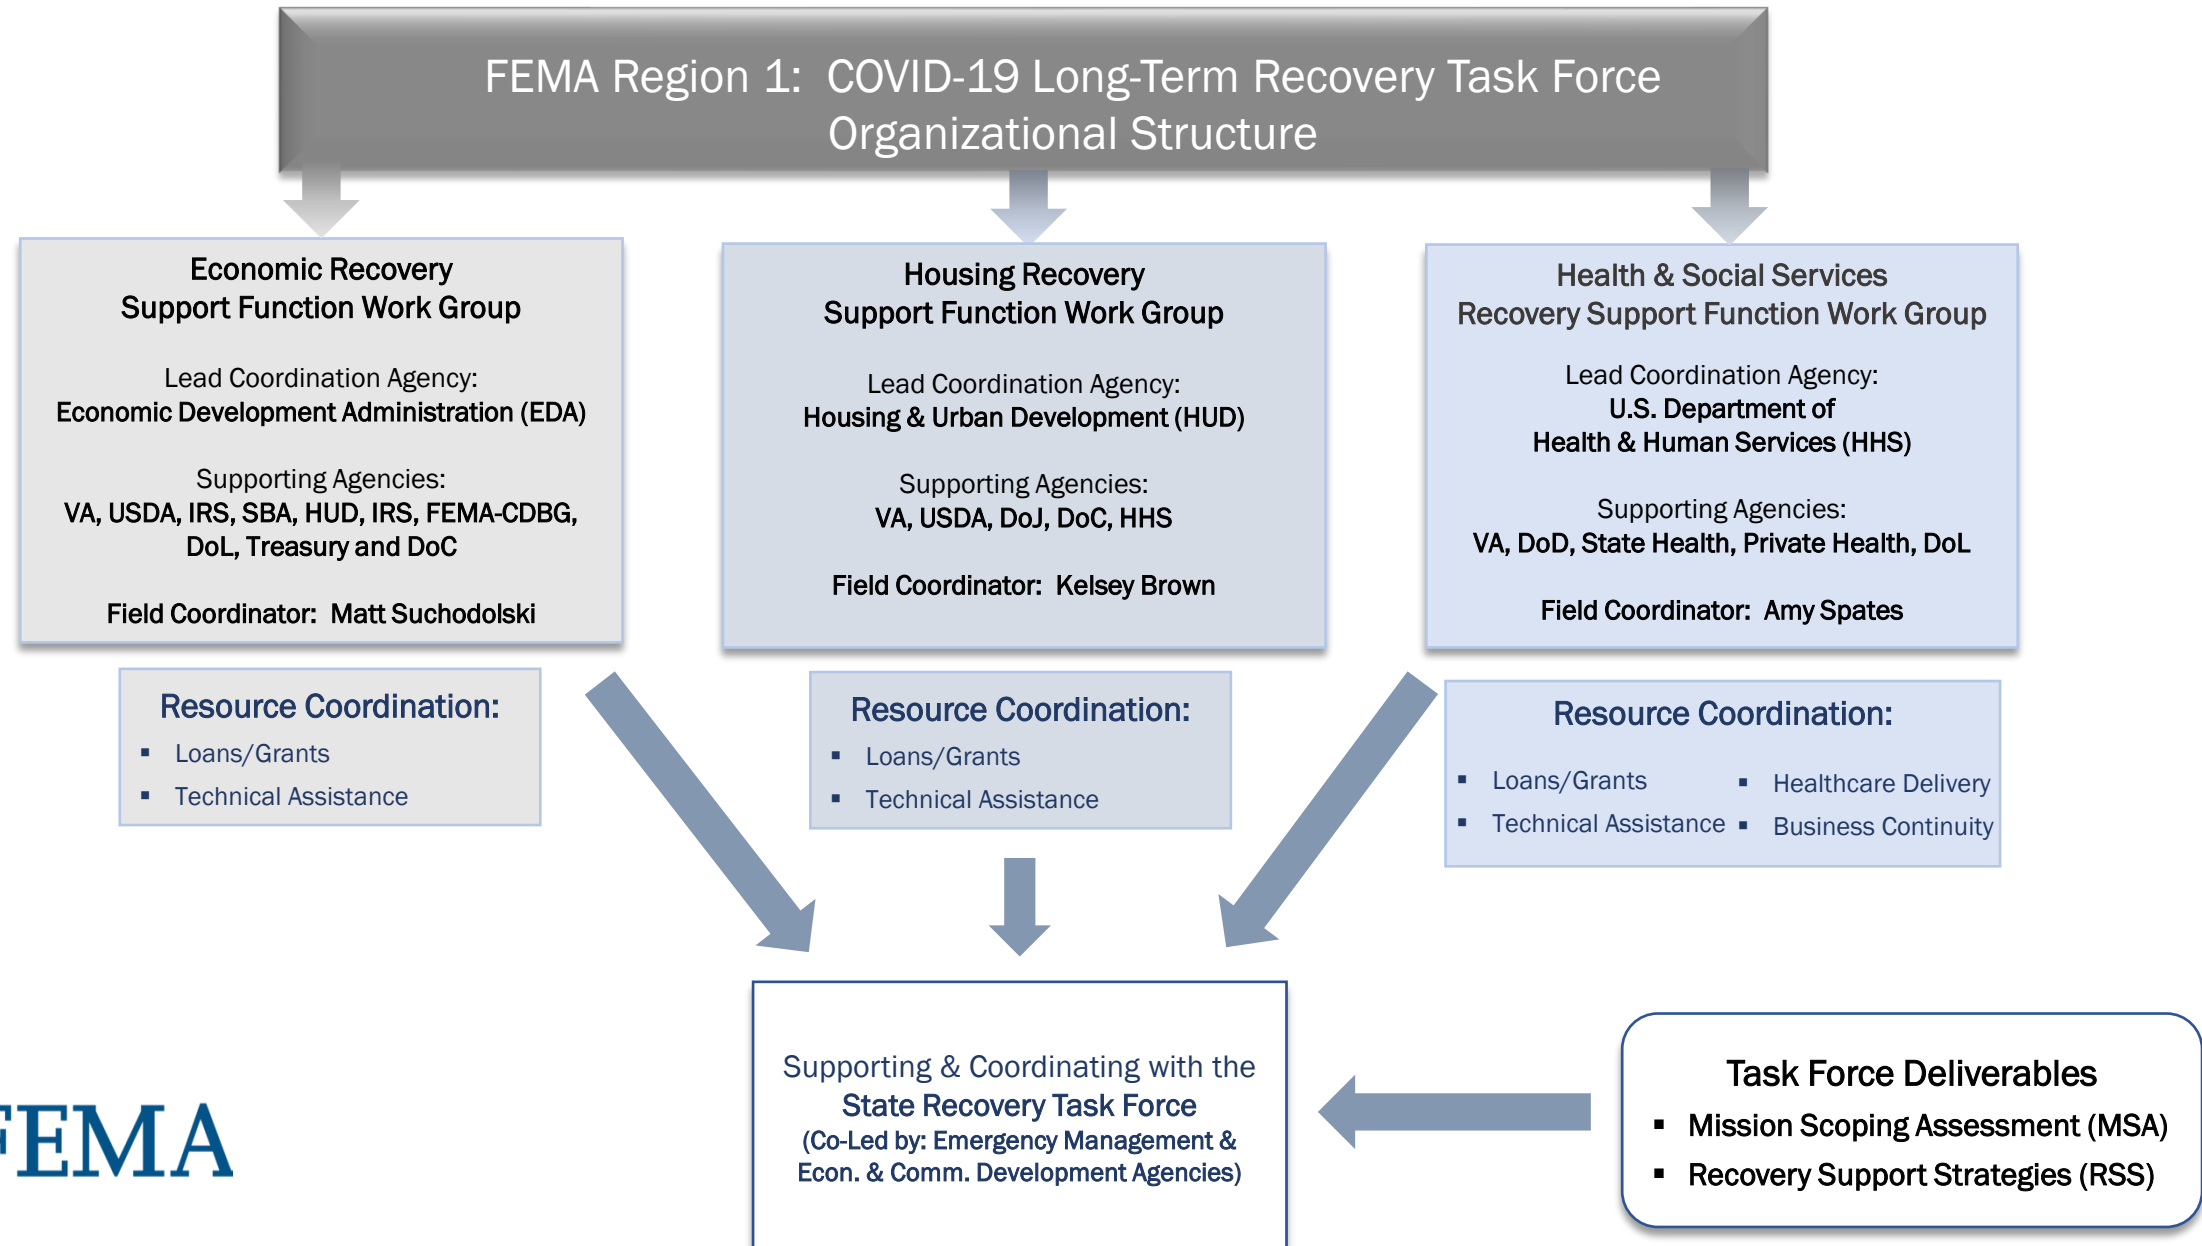 FEMA Region 1: COVID-19 Long-Term Recovery Task Force
Organizational Structure
Economic Recovery
Support Function Work Group
Lead Coordination Agency:
Economic Development Administration (EDA)
Supporting Agencies:
VA, USDA, IRS, SBA, HUD, IRS, FEMA-CDBG,
DoL, Treasury and DoC
Field Coordinator: Matt Suchodolski
Housing Recovery
Support Function Work Group
Lead Coordination Agency:
Housing & Urban Development (HUD)
Supporting Agencies:
VA, USDA, DoJ, DoC, HHS
Field Coordinator: Kelsey Brown
Health & Social Services
Recovery Support Function Work Group
Lead Coordination Agency:
U.S. Department of
Health & Human Services (HHS)
Supporting Agencies:
VA, DoD, State Health, Private Health, DoL
Field Coordinator: Amy Spates
Resource Coordination:
▪ Loans/Grants
▪ Technical Assistance
Resource Coordination:
▪ Loans/Grants
▪ Technical Assistance
Resource Coordination:
▪ Loans/Grants
▪ Technical Assistance
▪ Healthcare Delivery
▪ Business Continuity
Supporting & Coordinating with the
State Recovery Task Force
(Co-Led by: Emergency Management &
Econ. & Comm. Development Agencies)
Task Force Deliverables
▪ Mission Scoping Assessment (MSA)
▪ Recovery Support Strategies (RSS)
FEMA